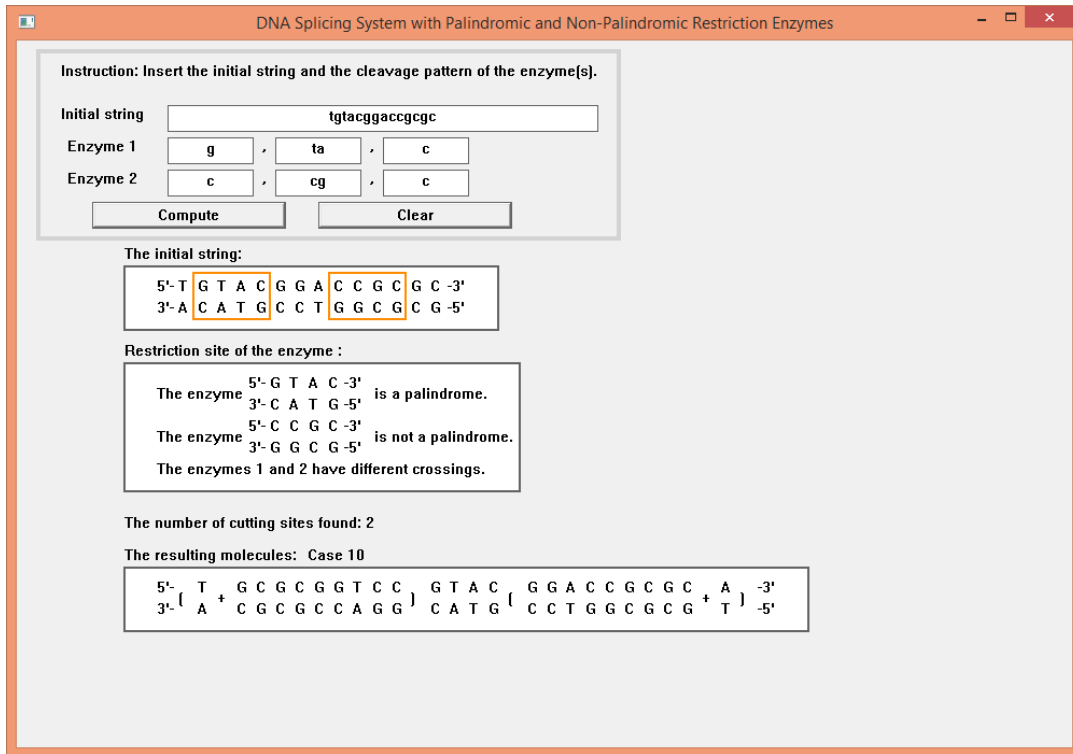 DNA Splicing System with Palindromic and Non-Palindromic Restriction Enzymes
Instruction: Insert the initial string and the cleavage pattern of the enzyme(s).
Initial string tgtacggaccgcgc
Enzyme 1 g , ta , c
Enzyme 2 c , cg , c
Compute Clear
The initial string:
5'- T G T A C G G A C C G C G C -3'
3'- A C A T G C C T G G C G C G -5'
Restriction site of the enzyme :
5'- G T A C -3'
The enzyme is a palindrome.
3'- C A T G -5'
5'- C C G C -3'
The enzyme is not a palindrome.
3'- G G C G -5'
The enzymes 1 and 2 have different crossings.
The number of cutting sites found: 2
The resulting molecules: Case 10
5'- ( T + G C G C G G T C C ) G T A C ( G G A C C G C G C + A ) -3'
3'- A C G C G C C A G G C A T G C C T G G C G C G T -5'